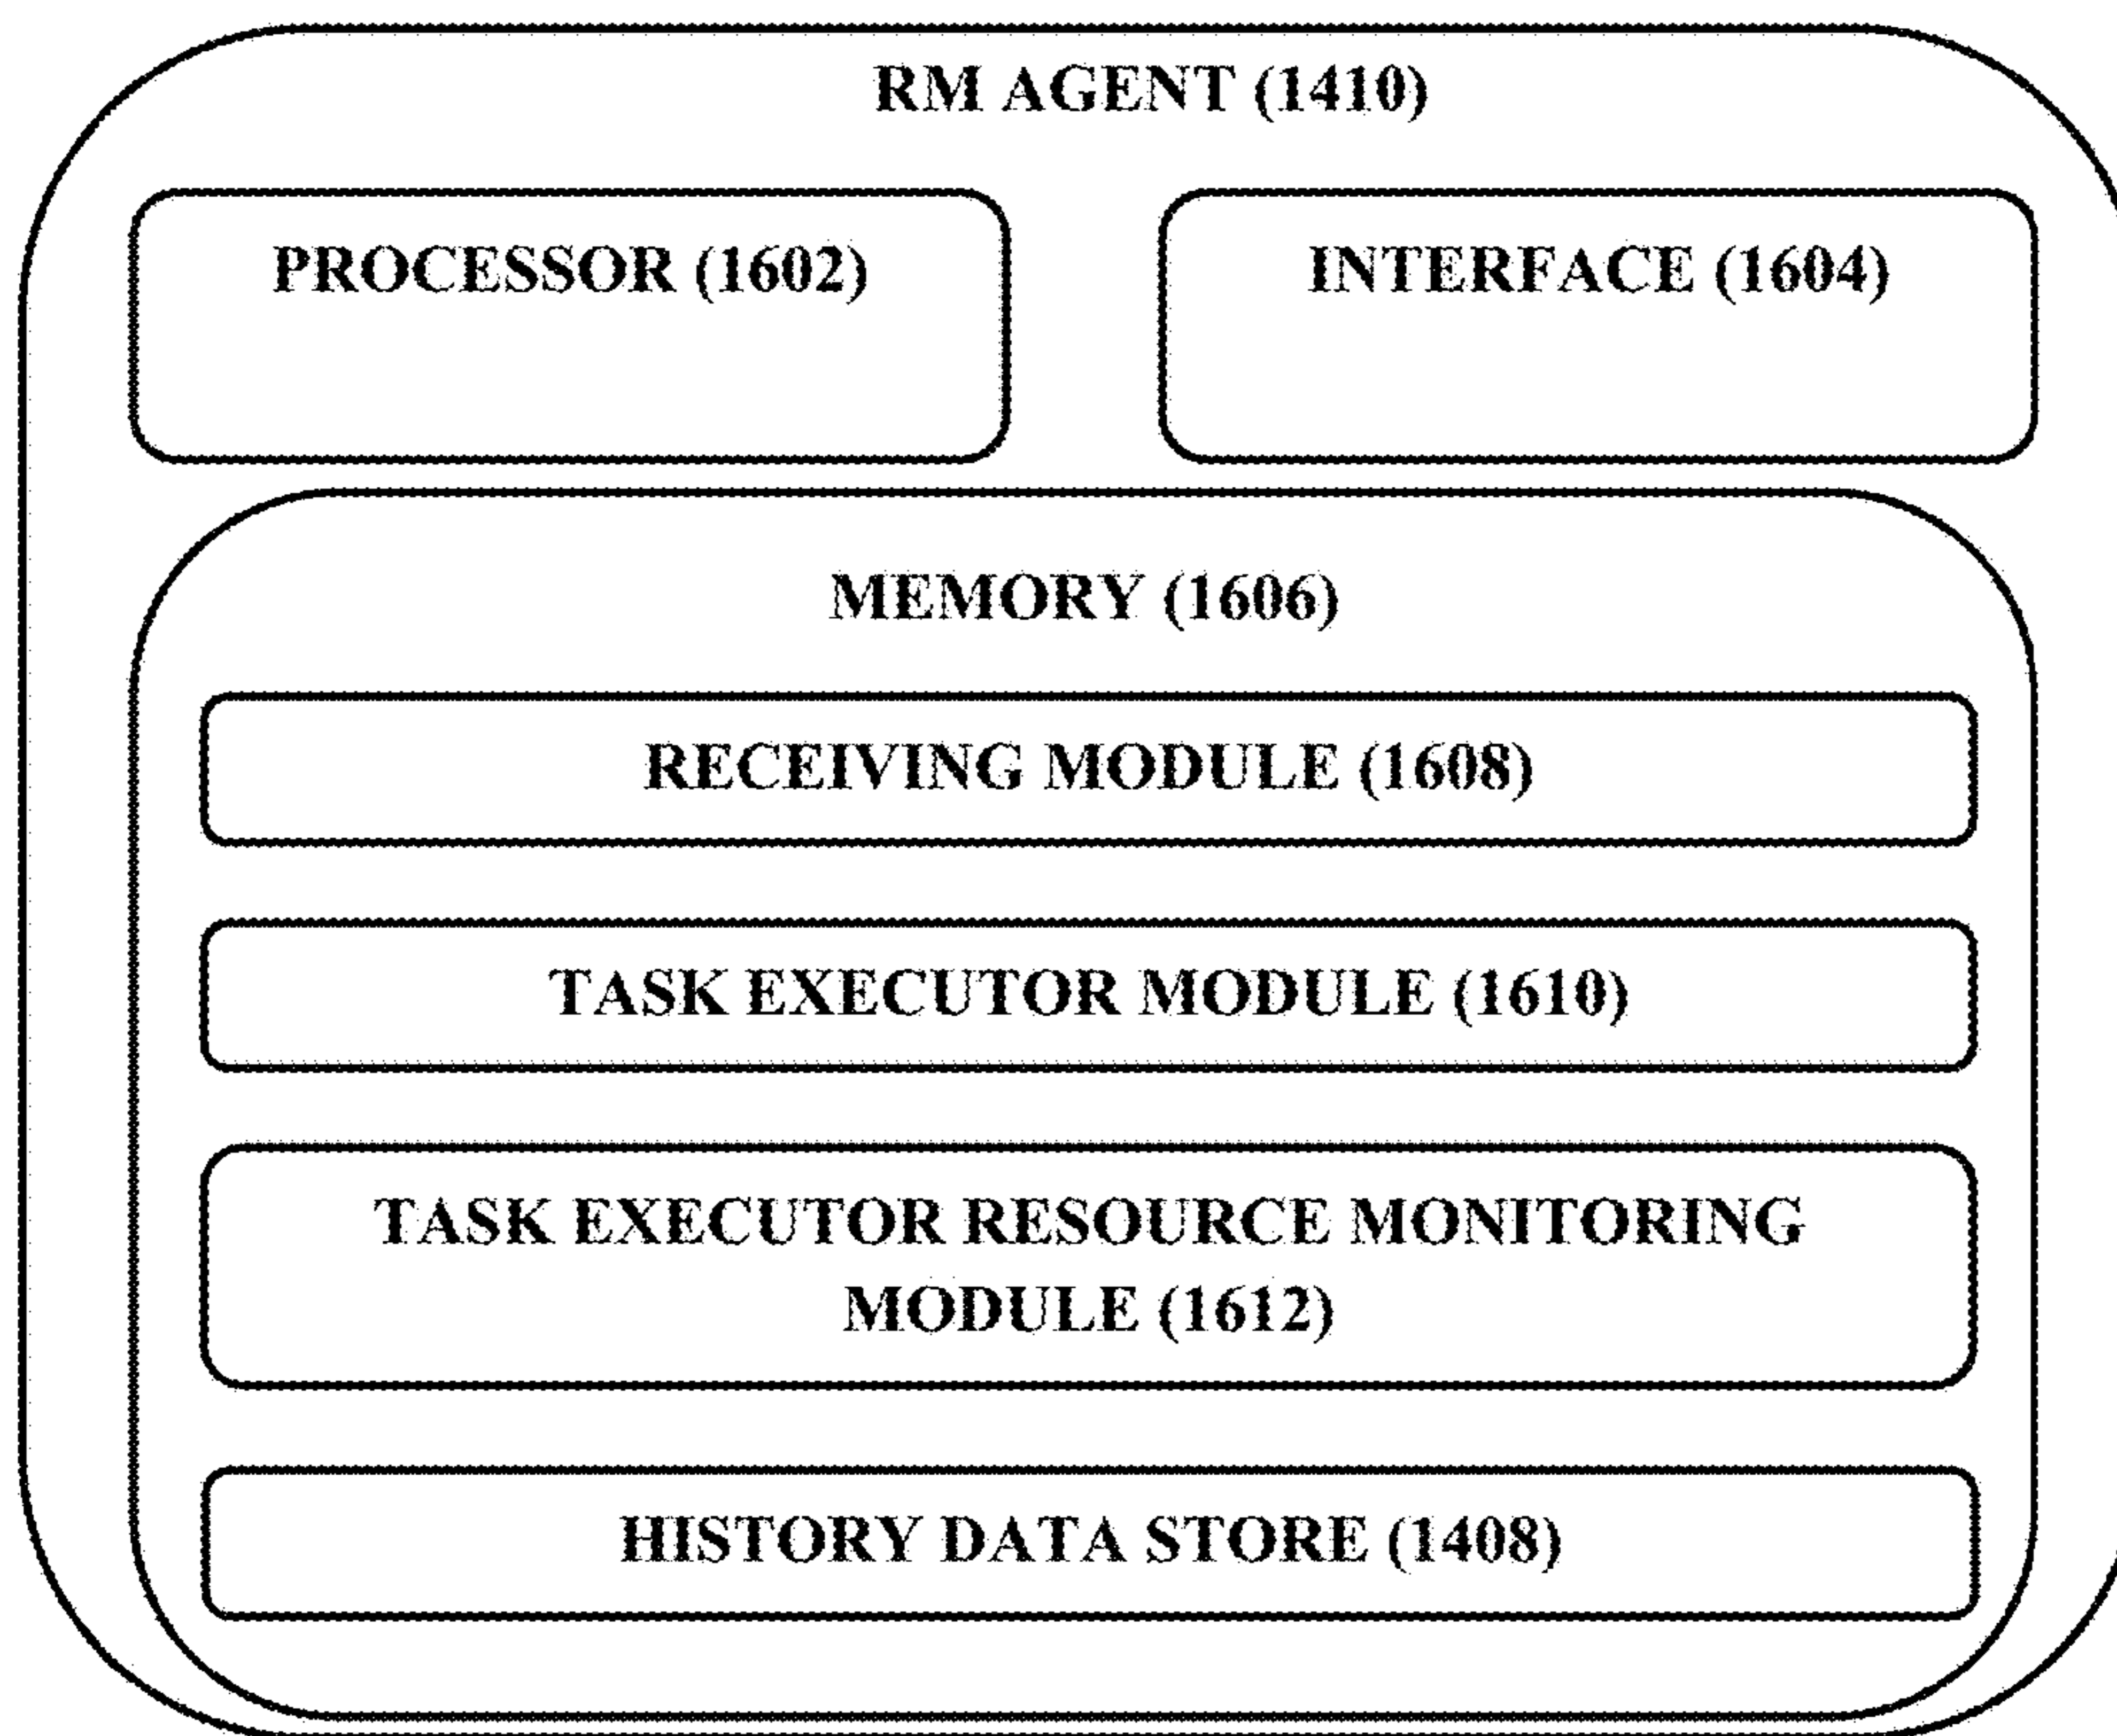 RM AGENT (1410)
PROCESSOR (1602)
INTERFACE (1604)
MEMORY (1606)
RECEIVING MODULE (1608)
TASK EXECUTOR MODULE (1610)
TASK EXECUTOR RESOURCE MONITORING
MODULE (1612)
HISTORY DATA STORE (1408)